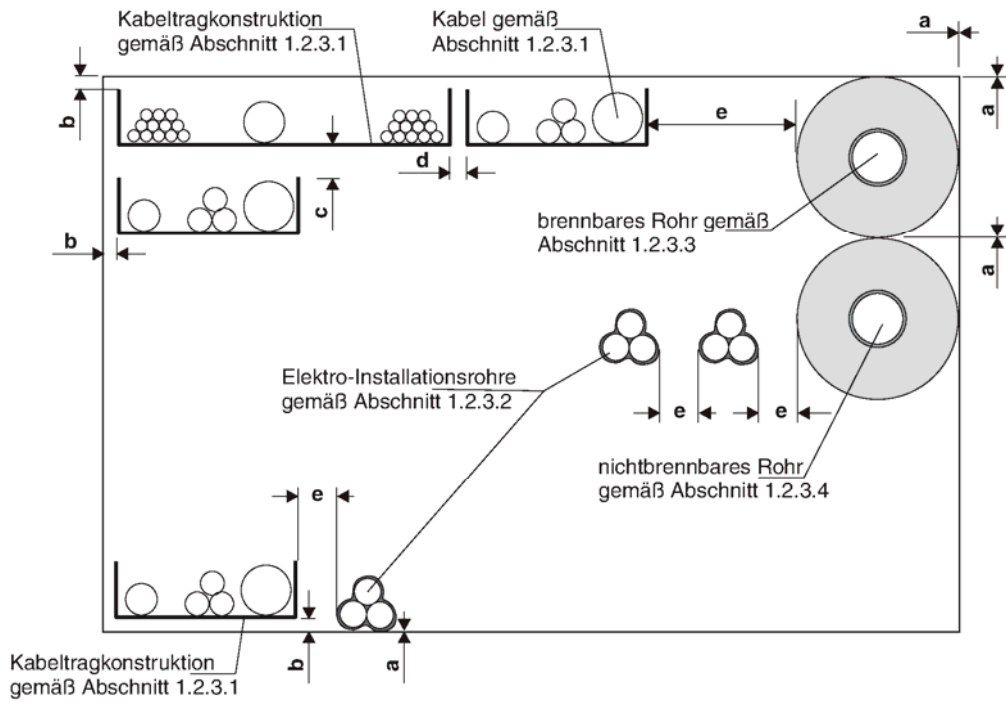 Kabeltragkonstruktion
gemäß Abschnitt 1.2.3.1
Kabel gemäß
Abschnitt 1.2.3.1
a
b
e
a
d
c
brennbares Rohr gemäß
Abschnitt 1.2.3.3
b
a
Elektro-Installationsrohre
gemäß Abschnitt 1.2.3.2
e
e
nichtbrennbares Rohr
gemäß Abschnitt 1.2.3.4
e
b
a
Kabeltragkonstruktion
gemäß Abschnitt 1.2.3.1